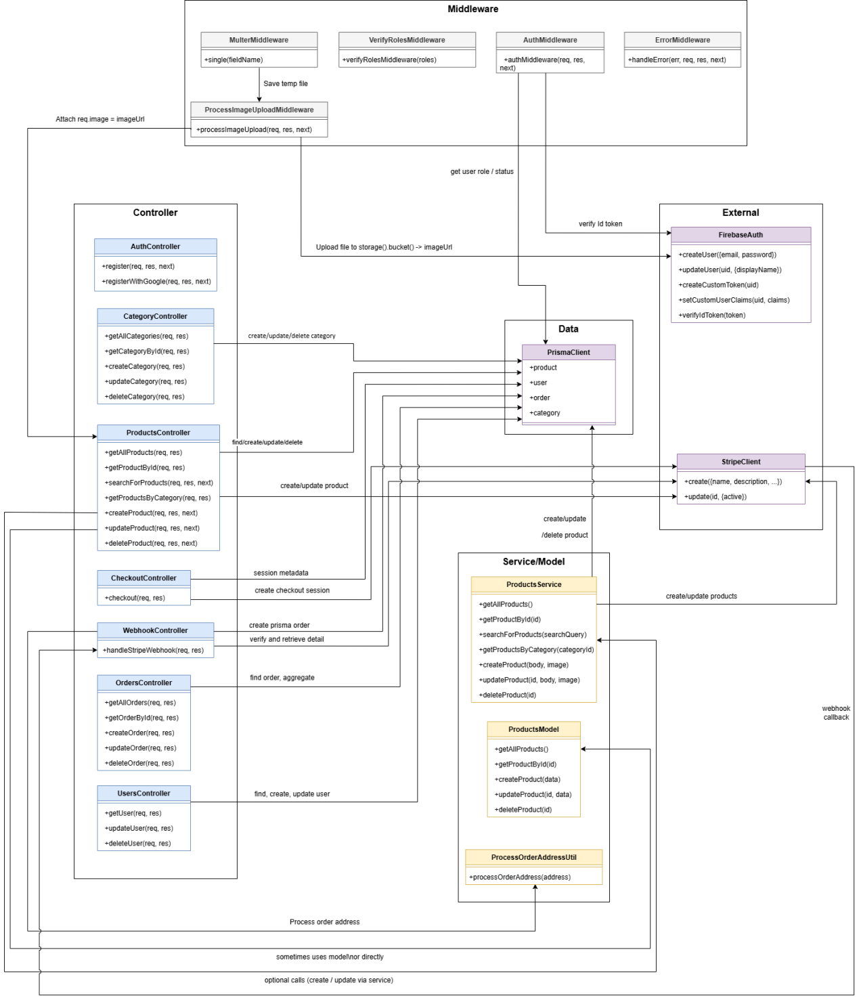 Middleware
MulterMiddleware
+single(fieldName)
VerifyRolesMiddleware
+verifyRolesMiddleware(roles)
AuthMiddleware
+authMiddleware(req, res,
next)
ErrorMiddleware
+handleError(err, req, res, next)
Save temp file
ProcessImageUploadMiddleware
+processImageUpload(req, res, next)
Attach req.image = imageUrl
get user role / status
verify Id token
Upload file to storage().bucket() -> imageUrl
Controller
AuthController
+register(req, res, next)
+registerWithGoogle(req, res, next)
CategoryController
+getAllCategories(req, res)
+getCategoryById(req, res)
+createCategory(req, res)
+updateCategory(req, res)
+deleteCategory(req, res)
create/update/delete category
ProductsController
+getAllProducts(req, res)
+getProductById(req, res)
+searchForProducts(req, res, next)
+getProductsByCategory(req, res)
+createProduct(req, res, next)
+updateProduct(req, res, next)
+deleteProduct(req, res, next)
find/create/update/delete
create/update product
CheckoutController
+checkout(req, res)
session metadata
create checkout session
WebhookController
+handleStripeWebhook(req, res)
create prisma order
verify and retrieve detail
OrdersController
+getAllOrders(req, res)
+getOrderById(req, res)
+createOrder(req, res)
+updateOrder(req, res)
+deleteOrder(req, res)
find order, aggregate
UsersController
+getUser(req, res)
+updateUser(req, res)
+deleteUser(req, res)
find, create, update user
External
FirebaseAuth
+createUser({email, password})
+updateUser(uid, {displayName})
+createCustomToken(uid)
+setCustomUserClaims(uid, claims)
+verifyIdToken(token)
Data
PrismaClient
+product
+user
+order
+category
StripeClient
+create({name, description, ...})
+update(id, {active})
create/update
/delete product
Service/Model
ProductsService
+getAllProducts()
+getProductById(id)
+searchForProducts(searchQuery)
+getProductsByCategory(categoryId)
+createProduct(body, image)
+updateProduct(id, body, image)
+deleteProduct(id)
create/update products
webhook
callback
ProductsModel
+getAllProducts()
+getProductById(id)
+createProduct(data)
+updateProduct(id, data)
+deleteProduct(id)
ProcessOrderAddressUtil
+processOrderAddress(address)
Process order address
sometimes uses model\nor directly
optional calls (create / update via service)